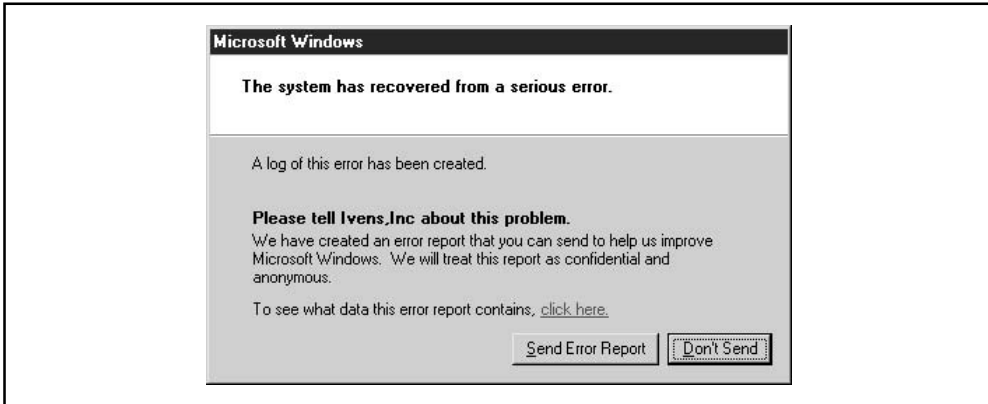 Microsoft Windows
The system has recovered from a serious error.
A log of this error has been created.
Please tell Ivens,Inc about this problem.
We have created an error report that you can send to help us improve
Microsoft Windows. We will treat this report as confidential and
anonymous.
To see what data this error report contains, click here.
Send Error Report Don't Send